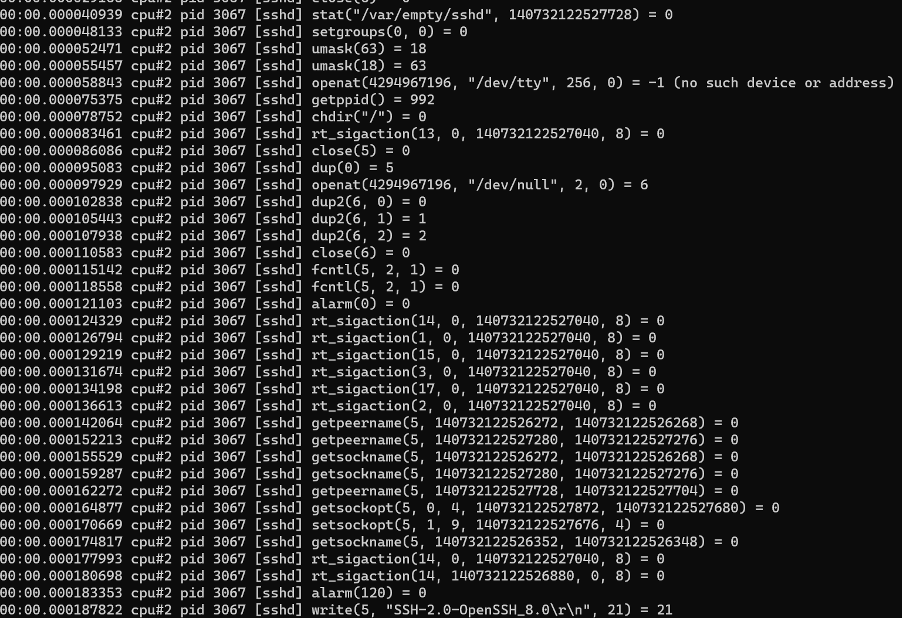 00:00.000040939 cpu#2 pid 3067 [sshd] stat("/var/empty/sshd", 140732122527728) = 0
00:00.000048133 cpu#2 pid 3067 [sshd] setgroups(0, 0) = 0
00:00.000052471 cpu#2 pid 3067 [sshd] umask(63) = 18
00:00.000055457 cpu#2 pid 3067 [sshd] umask(18) = 63
00:00.000058843 cpu#2 pid 3067 [sshd] openat(4294967196, "/dev/tty", 256, 0) = -1 (no such device or address)
00:00.000075375 cpu#2 pid 3067 [sshd] getppid() = 992
00:00.000078752 cpu#2 pid 3067 [sshd] chdir("/") = 0
00:00.000083461 cpu#2 pid 3067 [sshd] rt_sigaction(13, 0, 140732122527040, 8) = 0
00:00.000086086 cpu#2 pid 3067 [sshd] close(5) = 0
00:00.000095083 cpu#2 pid 3067 [sshd] dup(0) = 5
00:00.000097929 cpu#2 pid 3067 [sshd] openat(4294967196, "/dev/null", 2, 0) = 6
00:00.000102838 cpu#2 pid 3067 [sshd] dup2(6, 0) = 0
00:00.000105443 cpu#2 pid 3067 [sshd] dup2(6, 1) = 1
00:00.000107938 cpu#2 pid 3067 [sshd] dup2(6, 2) = 2
00:00.000110583 cpu#2 pid 3067 [sshd] close(6) = 0
00:00.000115142 cpu#2 pid 3067 [sshd] fcntl(5, 2, 1) = 0
00:00.000118558 cpu#2 pid 3067 [sshd] fcntl(5, 2, 1) = 0
00:00.000121103 cpu#2 pid 3067 [sshd] alarm(0) = 0
00:00.000124329 cpu#2 pid 3067 [sshd] rt_sigaction(14, 0, 140732122527040, 8) = 0
00:00.000126794 cpu#2 pid 3067 [sshd] rt_sigaction(1, 0, 140732122527040, 8) = 0
00:00.000129219 cpu#2 pid 3067 [sshd] rt_sigaction(15, 0, 140732122527040, 8) = 0
00:00.000131674 cpu#2 pid 3067 [sshd] rt_sigaction(3, 0, 140732122527040, 8) = 0
00:00.000134198 cpu#2 pid 3067 [sshd] rt_sigaction(17, 0, 140732122527040, 8) = 0
00:00.000136613 cpu#2 pid 3067 [sshd] rt_sigaction(2, 0, 140732122527040, 8) = 0
00:00.000142064 cpu#2 pid 3067 [sshd] getpeername(5, 140732122526272, 140732122526268) = 0
00:00.000152213 cpu#2 pid 3067 [sshd] getpeername(5, 140732122527280, 140732122527276) = 0
00:00.000155529 cpu#2 pid 3067 [sshd] getsockname(5, 140732122526272, 140732122526268) = 0
00:00.000159287 cpu#2 pid 3067 [sshd] getsockname(5, 140732122527280, 140732122527276) = 0
00:00.000162272 cpu#2 pid 3067 [sshd] getpeername(5, 140732122527728, 140732122527704) = 0
00:00.000164877 cpu#2 pid 3067 [sshd] getsockopt(5, 0, 4, 140732122527872, 140732122527680) = 0
00:00.000170669 cpu#2 pid 3067 [sshd] setsockopt(5, 1, 9, 140732122527676, 4) = 0
00:00.000174817 cpu#2 pid 3067 [sshd] getsockname(5, 140732122526352, 140732122526348) = 0
00:00.000177993 cpu#2 pid 3067 [sshd] rt_sigaction(14, 0, 140732122527040, 8) = 0
00:00.000180698 cpu#2 pid 3067 [sshd] rt_sigaction(14, 140732122526880, 0, 8) = 0
00:00.000183353 cpu#2 pid 3067 [sshd] alarm(120) = 0
00:00.000187822 cpu#2 pid 3067 [sshd] write(5, "SSH-2.0-OpenSSH_8.0\r\n", 21) = 21